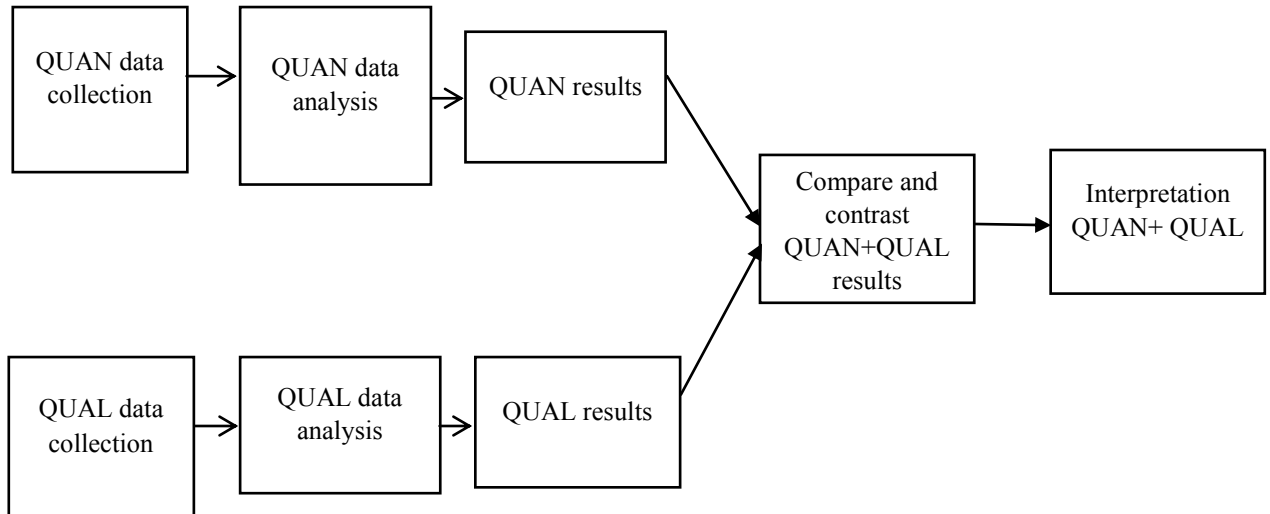 QUAN data
collection
QUAN data
analysis
QUAN results
Compare and
contrast
QUAN+QUAL
results
Interpretation
QUAN+ QUAL
QUAL data
collection
QUAL data
analysis
QUAL results